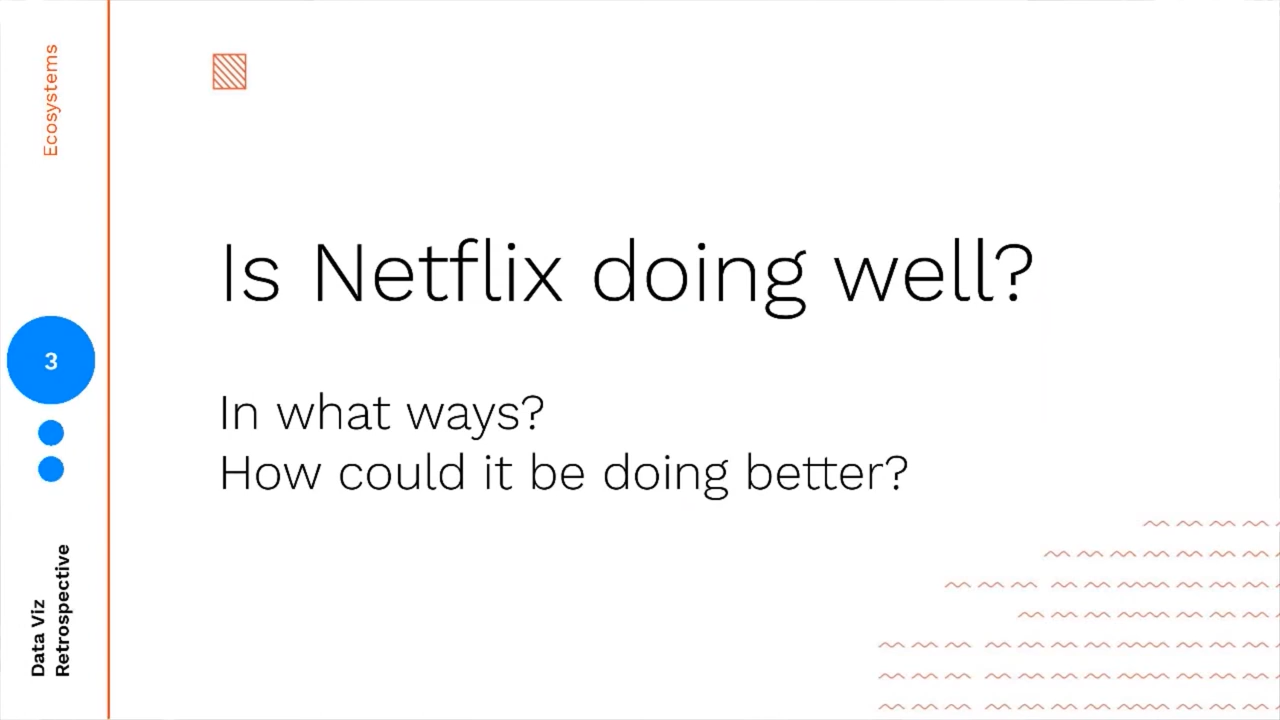 Ecosystems
Is Netflix doing well?
In what ways?
How could it be doing better?
3
Data Viz
Retrospective